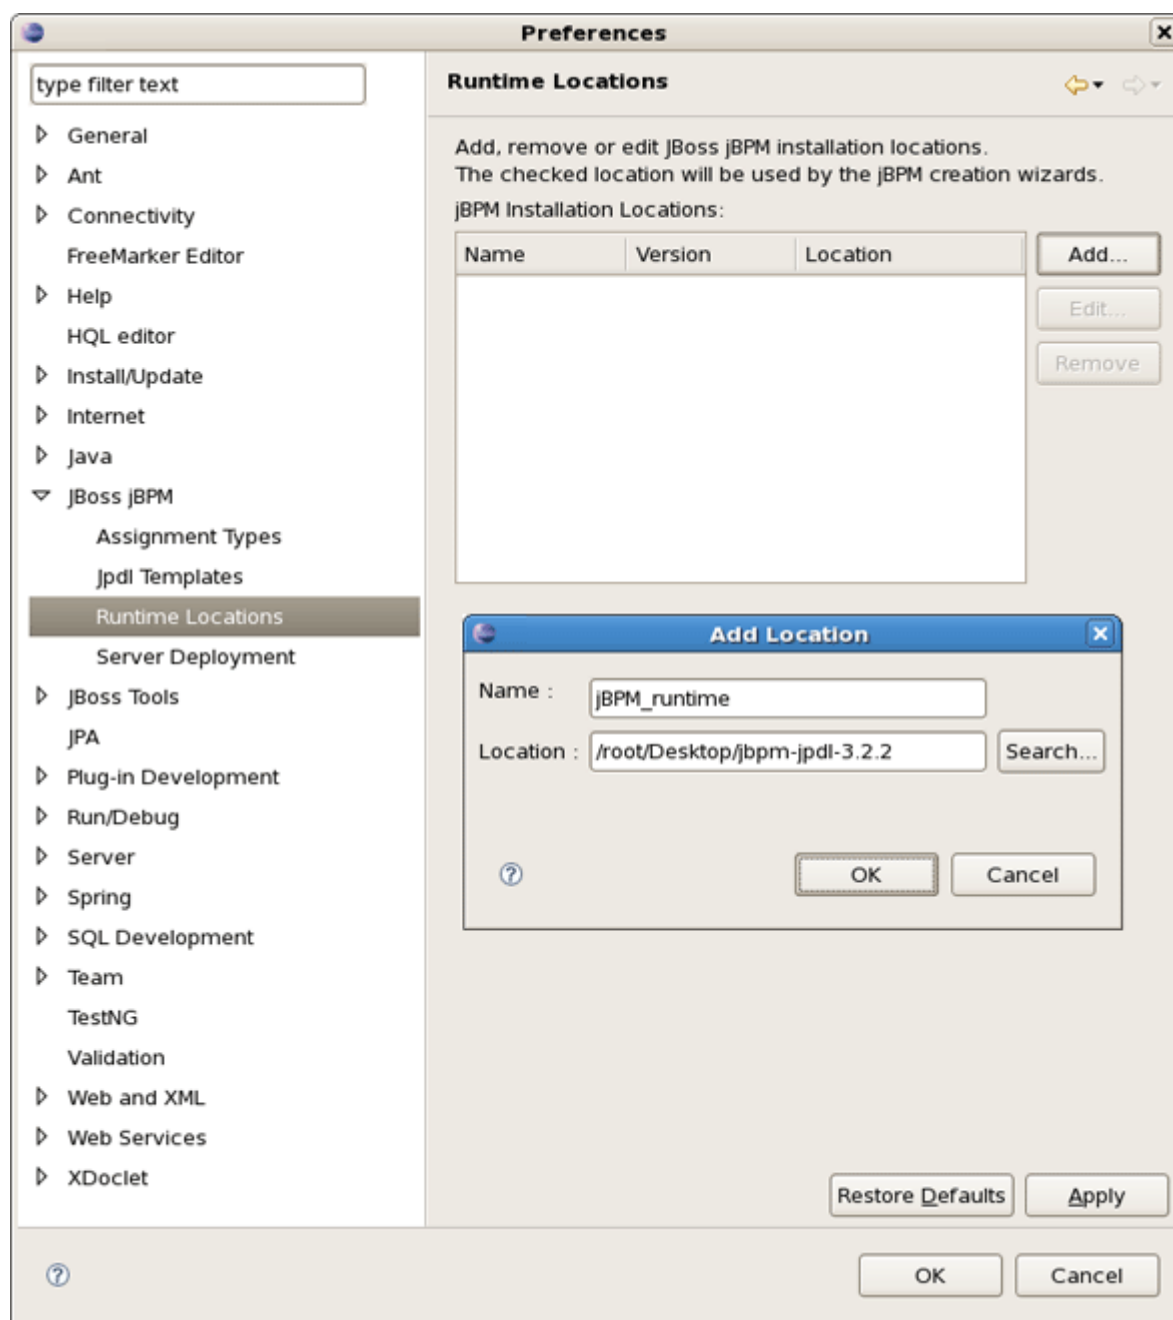 Preferences
type filter text
General
Ant
Connectivity
FreeMarker Editor
Help
HQL editor
Install/Update
Internet
Java
JBoss jBPM
Assignment Types
Jpdl Templates
Runtime Locations
Server Deployment
JBoss Tools
JPA
Plug-in Development
Run/Debug
Server
Spring
SQL Development
Team
TestNG
Validation
Web and XML
Web Services
XDoclet
Runtime Locations
Add, remove or edit JBoss jBPM installation locations.
The checked location will be used by the jBPM creation wizards.
jBPM Installation Locations:
Name Version Location
Add...
Edit...
Remove
Add Location
Name : jBPM_runtime
Location : /root/Desktop/jbpm-jpdl-3.2.2 Search...
? OK Cancel
Restore Defaults Apply
? OK Cancel